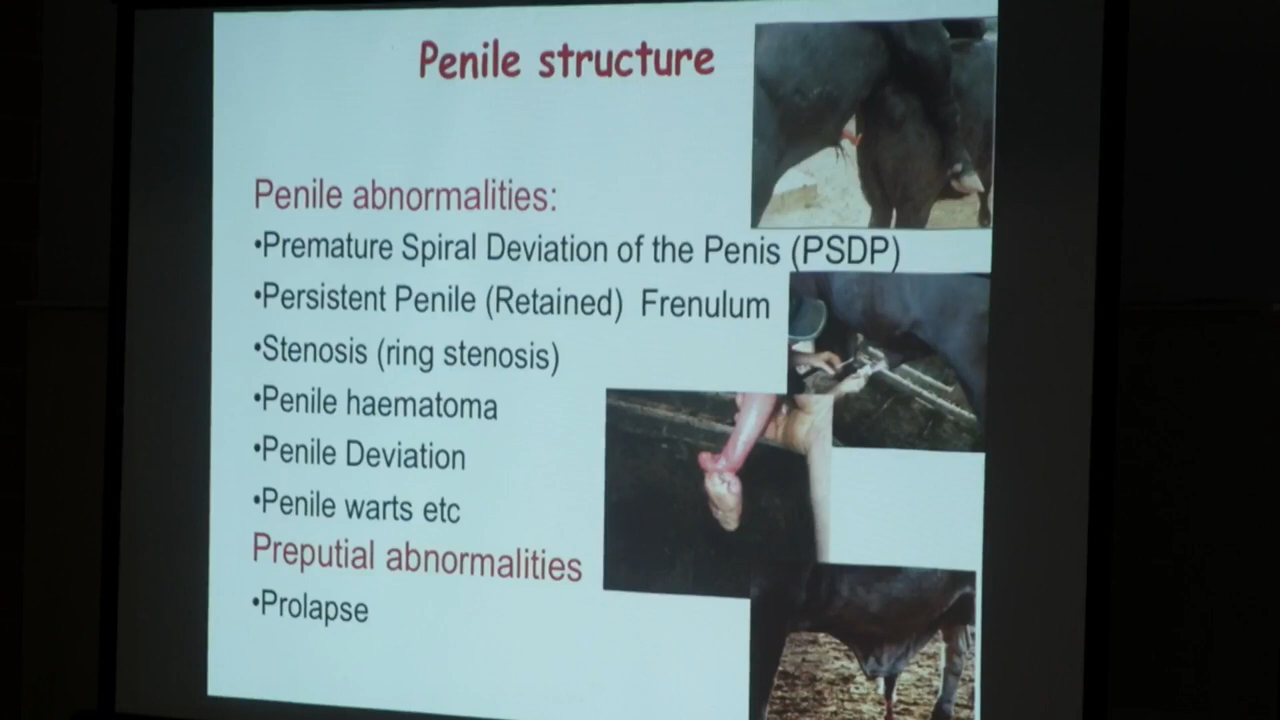 Penile structure
Penile abnormalities:
•Premature Spiral Deviation of the Penis (PSDP)
•Persistent Penile (Retained) Frenulum
•Stenosis (ring stenosis)
•Penile haematoma
•Penile Deviation
•Penile warts etc
Preputial abnormalities
•Prolapse